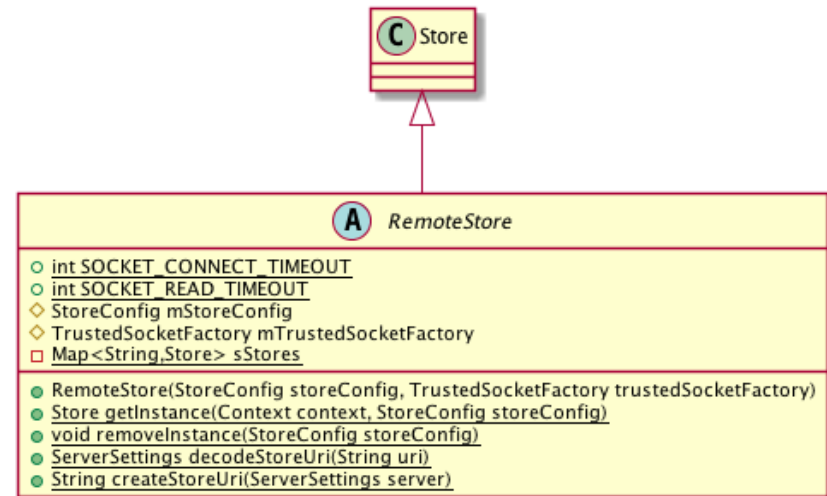 C Store
A RemoteStore
int SOCKET_CONNECT_TIMEOUT
int SOCKET_READ_TIMEOUT
StoreConfig mStoreConfig
TrustedSocketFactory mTrustedSocketFactory
Map<String,Store> sStores
RemoteStore(StoreConfig storeConfig, TrustedSocketFactory trustedSocketFactory)
Store getInstance(Context context, StoreConfig storeConfig)
void removeInstance(StoreConfig storeConfig)
ServerSettings decodeStoreUri(String uri)
String createStoreUri(ServerSettings server)